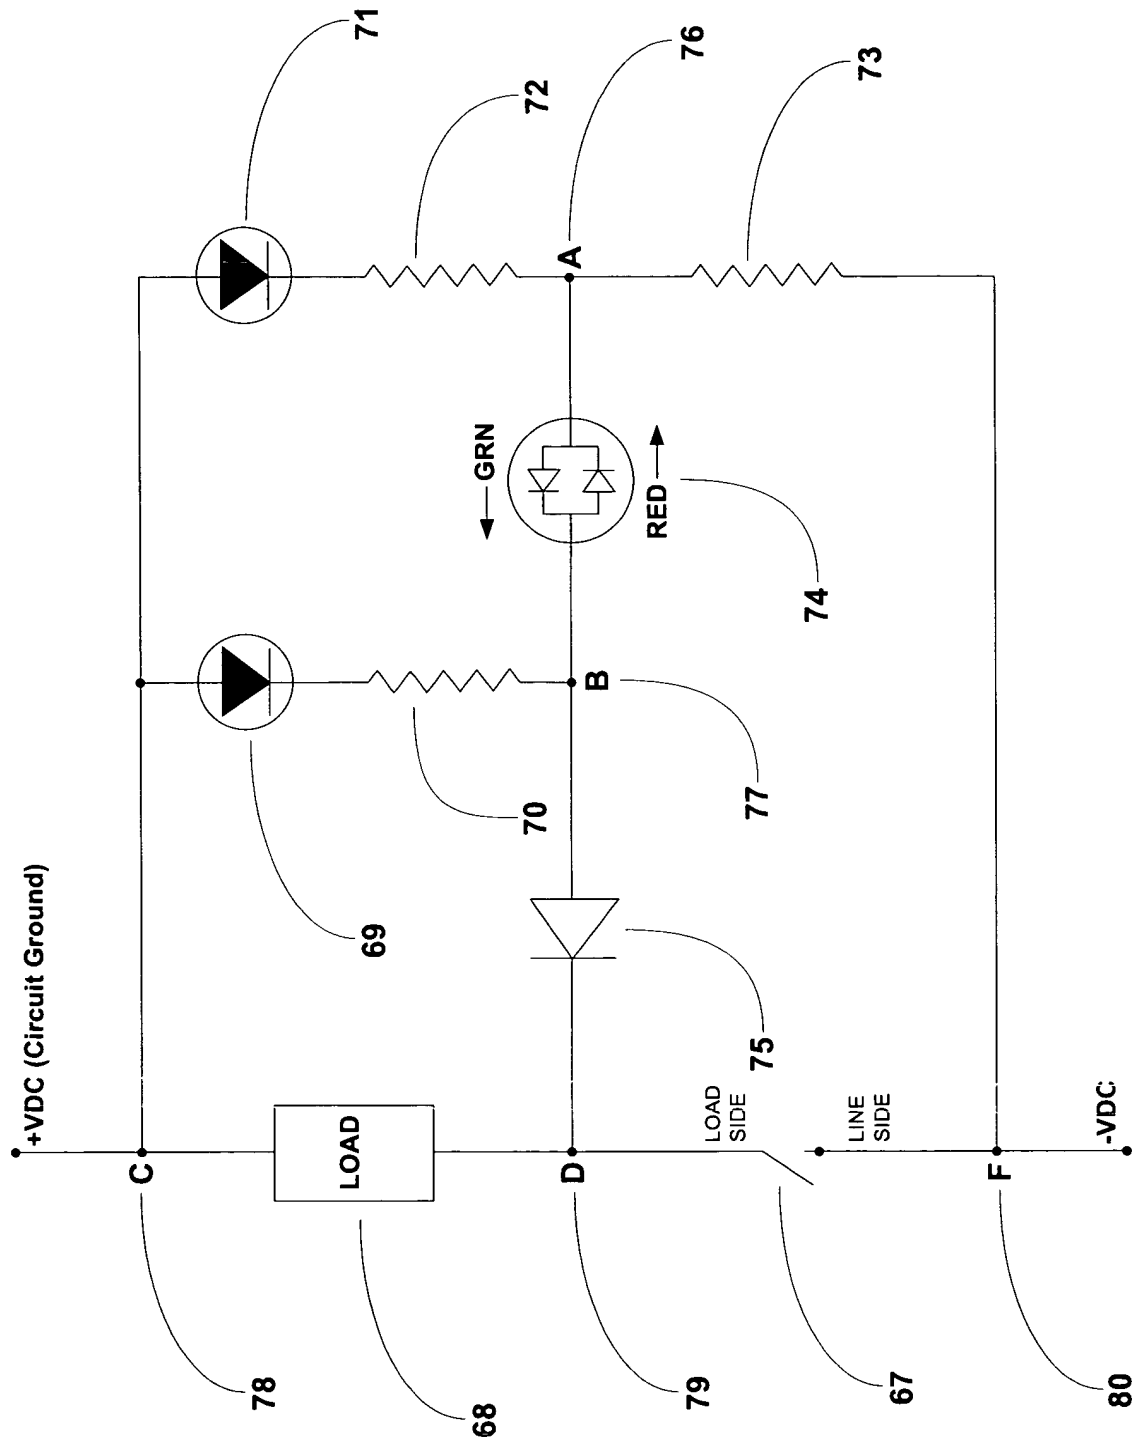 71
76
73
72
A
GRN
RED
74
B
77
70
69
+VDC (Circuit Ground)
75
LOAD
SIDE
LINE
SIDE
-VDC
C
LOAD
D
F
78
68
79
67
80